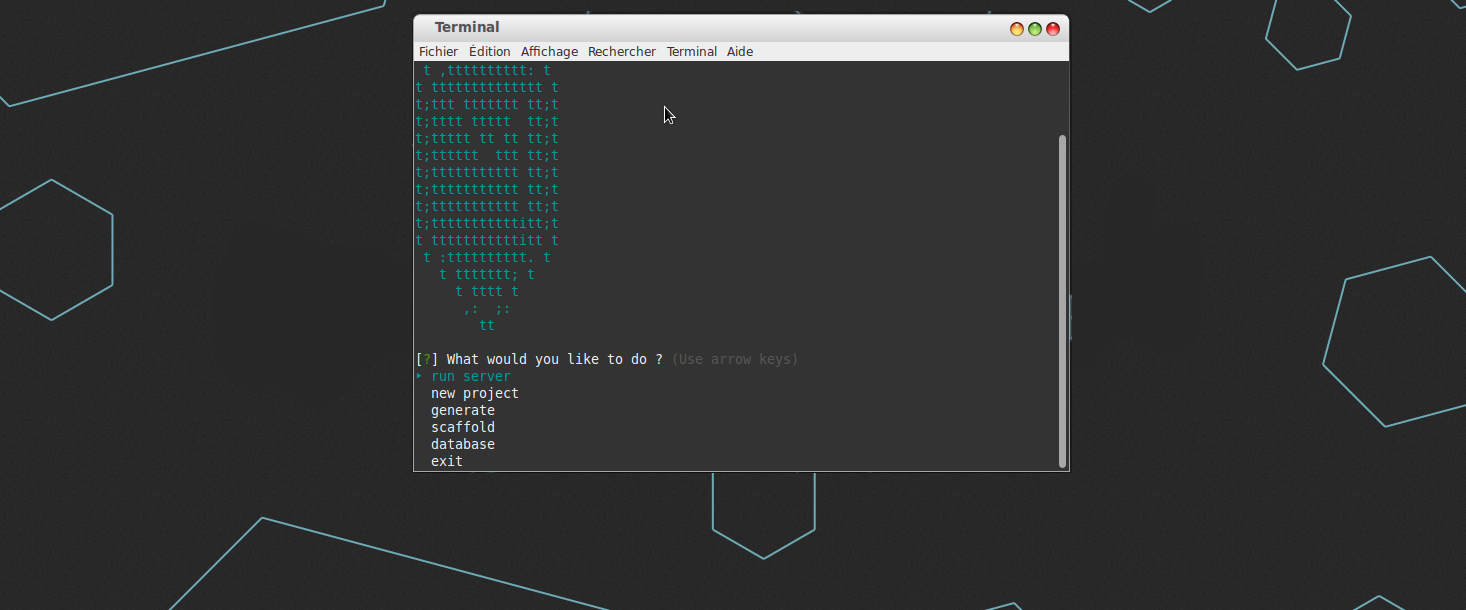 Terminal
Fichier Édition Affichage Rechercher Terminal Aide
 t ,tttttttttt: t
t tttttttttttttt t
t;ttt ttttttt tt;t
t;tttt ttttt  tt;t
t;ttttt tt tt tt;t
t;tttttt  ttt tt;t
t;ttttttttttt tt;t
t;ttttttttttt tt;t
t;ttttttttttt tt;t
t;tttttttttttitt;t
t tttttttttttitt t
 t :tttttttttt. t
   t ttttttt; t
     t tttt t
      ,:  ;:
        tt
[?] What would you like to do ? (Use arrow keys)
‣ run server
  new project
  generate
  scaffold
  database
  exit